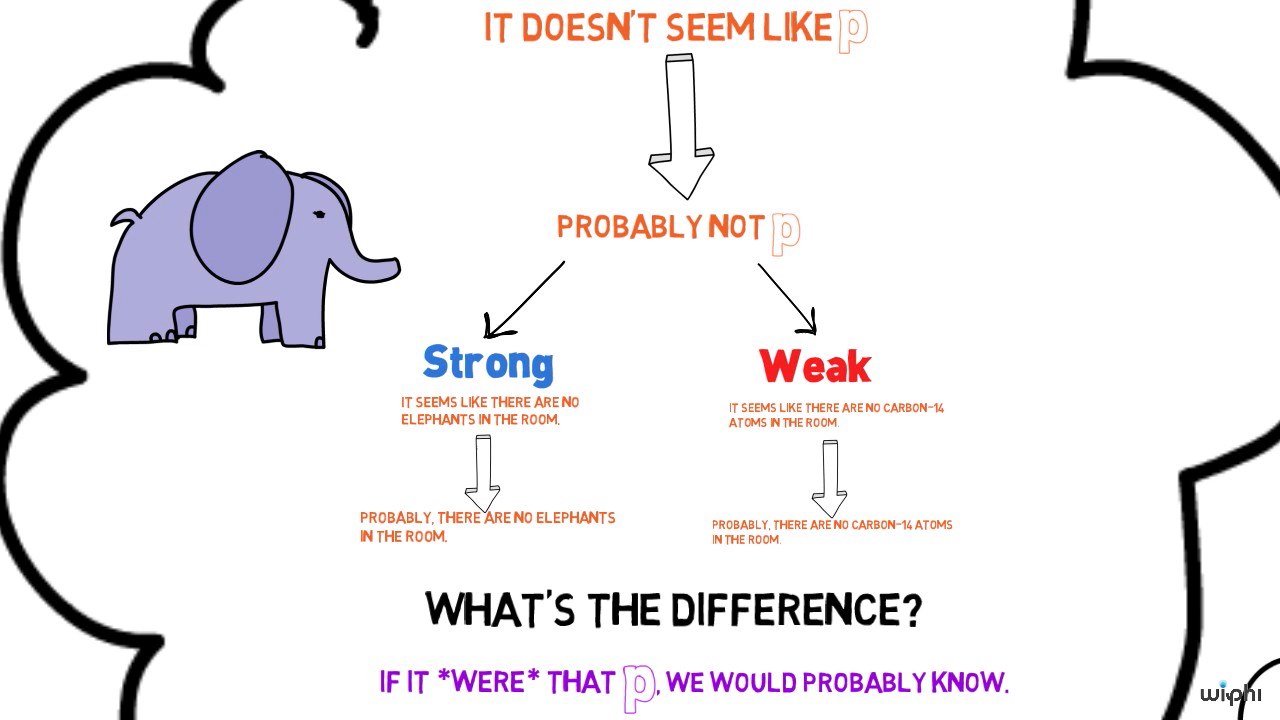 IT DOESN'T SEEM LIKE p
PROBABLY NOT p
Strong
IT SEEMS LIKE THERE ARE NO
ELEPHANTS IN THE ROOM.
PROBABLY, THERE ARE NO ELEPHANTS
IN THE ROOM.
Weak
IT SEEMS LIKE THERE ARE NO CARBON-14
ATOMS IN THE ROOM.
PROBABLY, THERE ARE NO CARBON-14 ATOMS
IN THE ROOM.
WHAT'S THE DIFFERENCE?
IF IT *WERE* THAT p, WE WOULD PROBABLY KNOW.
wiphi